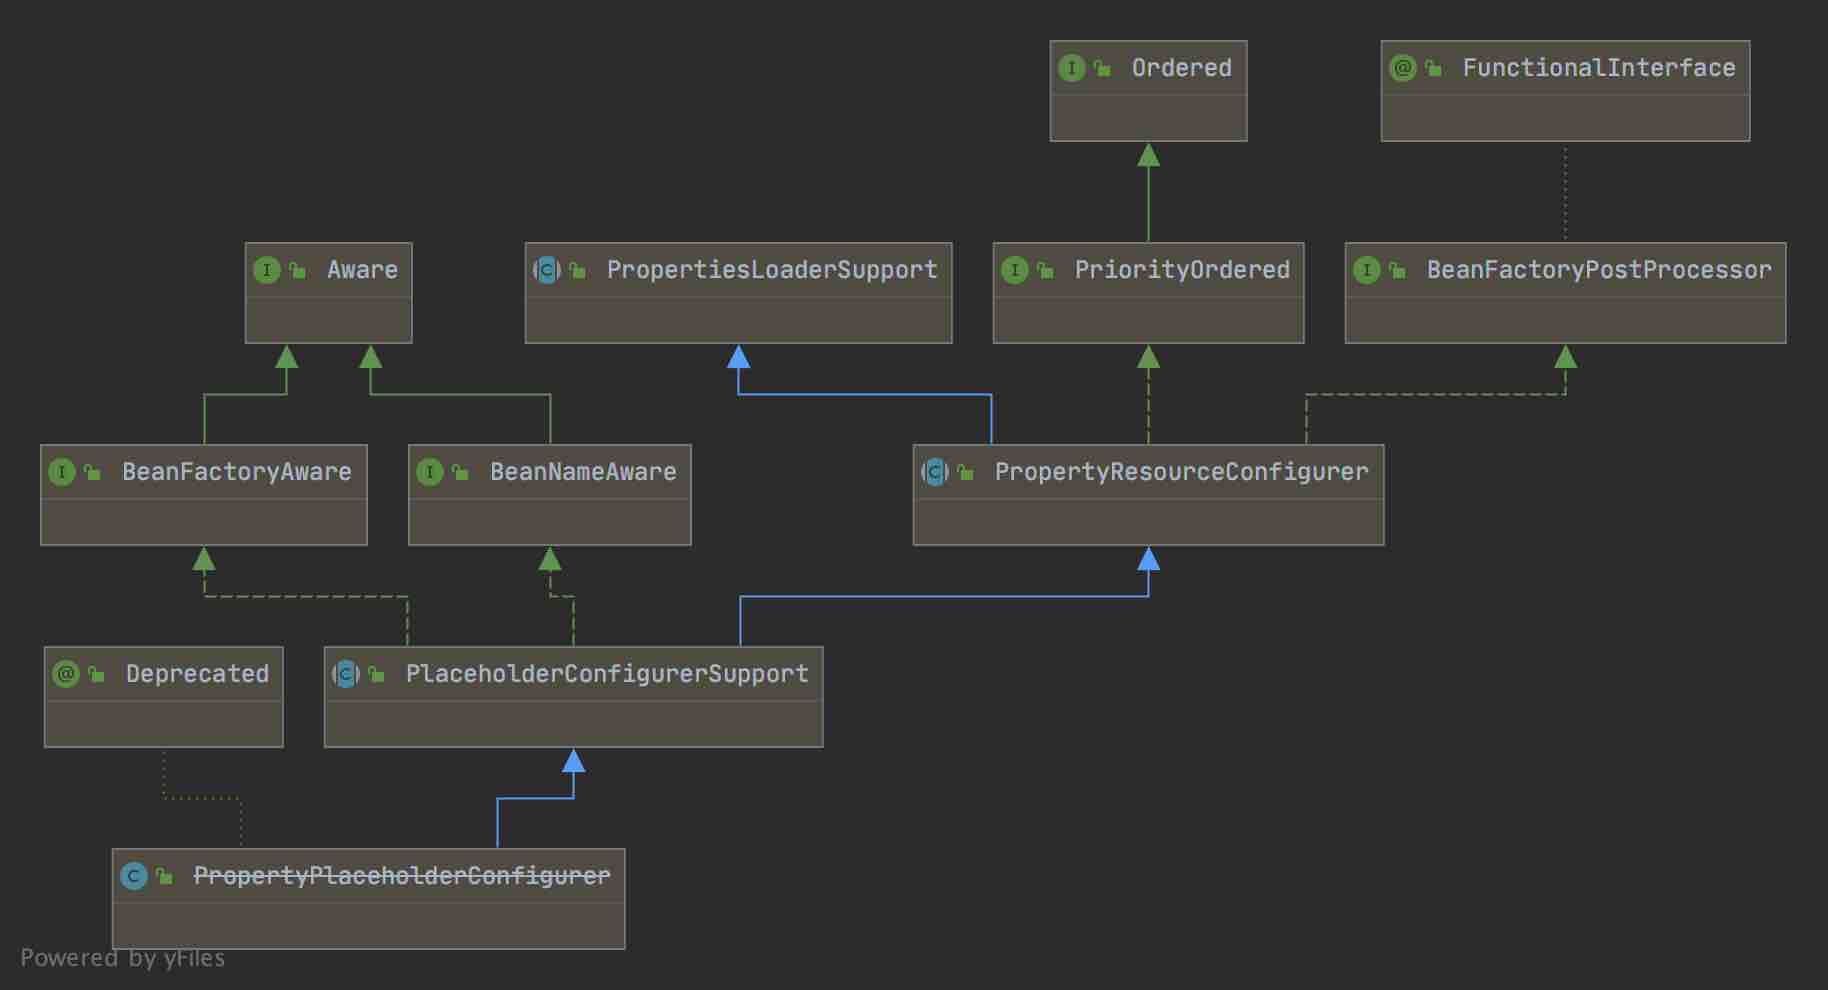 Ordered
FunctionalInterface
Aware
PropertiesLoaderSupport
PriorityOrdered
BeanFactoryPostProcessor
BeanFactoryAware
BeanNameAware
PropertyResourceConfigurer
Deprecated
PlaceholderConfigurerSupport
PropertyPlaceholderConfigurer
Powered by yFiles